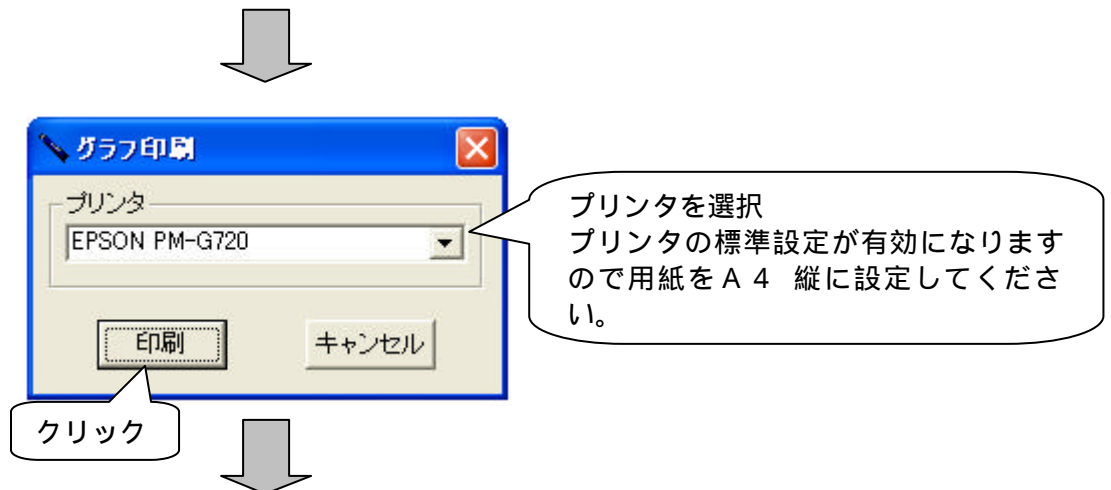 グラフ印刷
プリンタ
EPSON PM-G720
プリンタを選択
プリンタの標準設定が有効になります
ので用紙をＡ４　縦に設定してくださ
い。
印刷
キャンセル
クリック